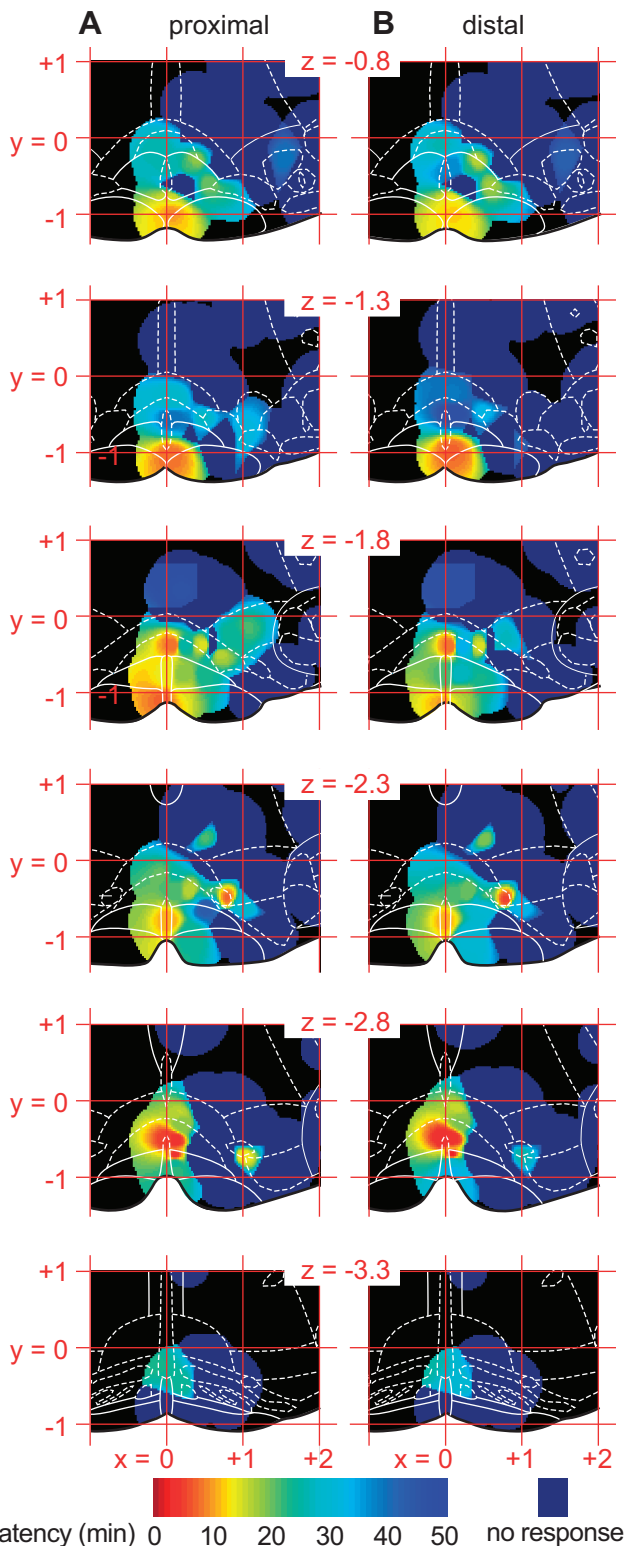 A proximal B distal
+1 z = -0.8
y = 0
-1
+1 z = -1.3
y = 0
-1 -1
+1 z = -1.8
y = 0
-1 -1
+1 z = -2.3
y = 0
-1
+1 z = -2.8
y = 0
-1
+1 z = -3.3
y = 0
-1
x = 0 +1 +2 x = 0 +1 +2
atency (min) 0 10 20 30 40 50 no response